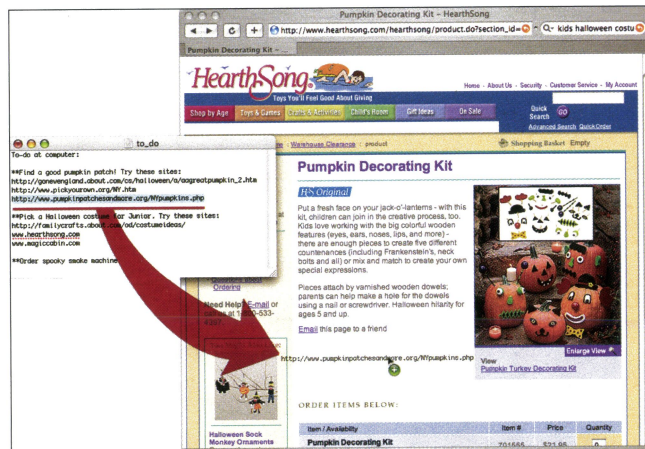 Pumpkin Decorating Kit – HearthSong
http://www.hearthsong.com/hearthsong/product.do?section_id=
kids halloween costu
Pumpkin Decorating Kit – ...
HearthSong
Toys You'll Feel Good About Giving
Home - About Us - Security - Customer Service - My Account
Shop by Age
Toys & Games
Crafts & Activities
Child's Room
Gift Ideas
On Sale
Quick Search GO
Advanced Search Quick Order
Home : Warehouse Clearance : product
Shopping Basket Empty
to_do
To-do at computer:
**Find a good pumpkin patch! Try these sites:
http://gonewengland.about.com/cs/halloween/a/aagreatpumpkin_2.htm
http://www.pickyourown.org/NY.htm
http://www.pumpkinpatchesandmore.org/NYpumpkins.php
**Pick a Halloween costume for Junior. Try these sites:
http://familycrafts.about.com/od/costumeideas/
www.hearthsong.com
www.magiccabin.com
**Order spooky smoke machine
Pumpkin Decorating Kit
HS Original
Put a fresh face on your jack-o'-lanterns - with this
kit, children can join in the creative process, too.
Kids love working with the big colorful wooden
features (eyes, ears, noses, lips, and more) -
there are enough pieces to create five different
countenances (including Frankenstein's, neck
bolts and all) or mix and match to create your own
special expressions.
Pieces attach by varnished wooden dowels;
parents can help make a hole for the dowels
using a nail or screwdriver. Halloween hilarity for
ages 5 and up.
Email this page to a friend
Questions about
Ordering
Need Help? E-mail or
call us at 1-800-533-
http://www.pumpkinpatchesandmore.org/NYpumpkins.php
Enlarge View
View
Pumpkin Turkey Decorating Kit
Halloween Sock
Monkey Ornaments
ORDER ITEMS BELOW:
Item / Availability
Item #
Price
Quantity
Pumpkin Decorating Kit
701565
$21.95
0